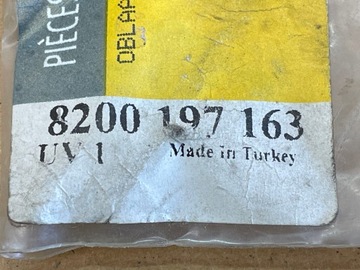 PIÈCES
OBLAP
8200 197 163
UV 1 Made in Turkey